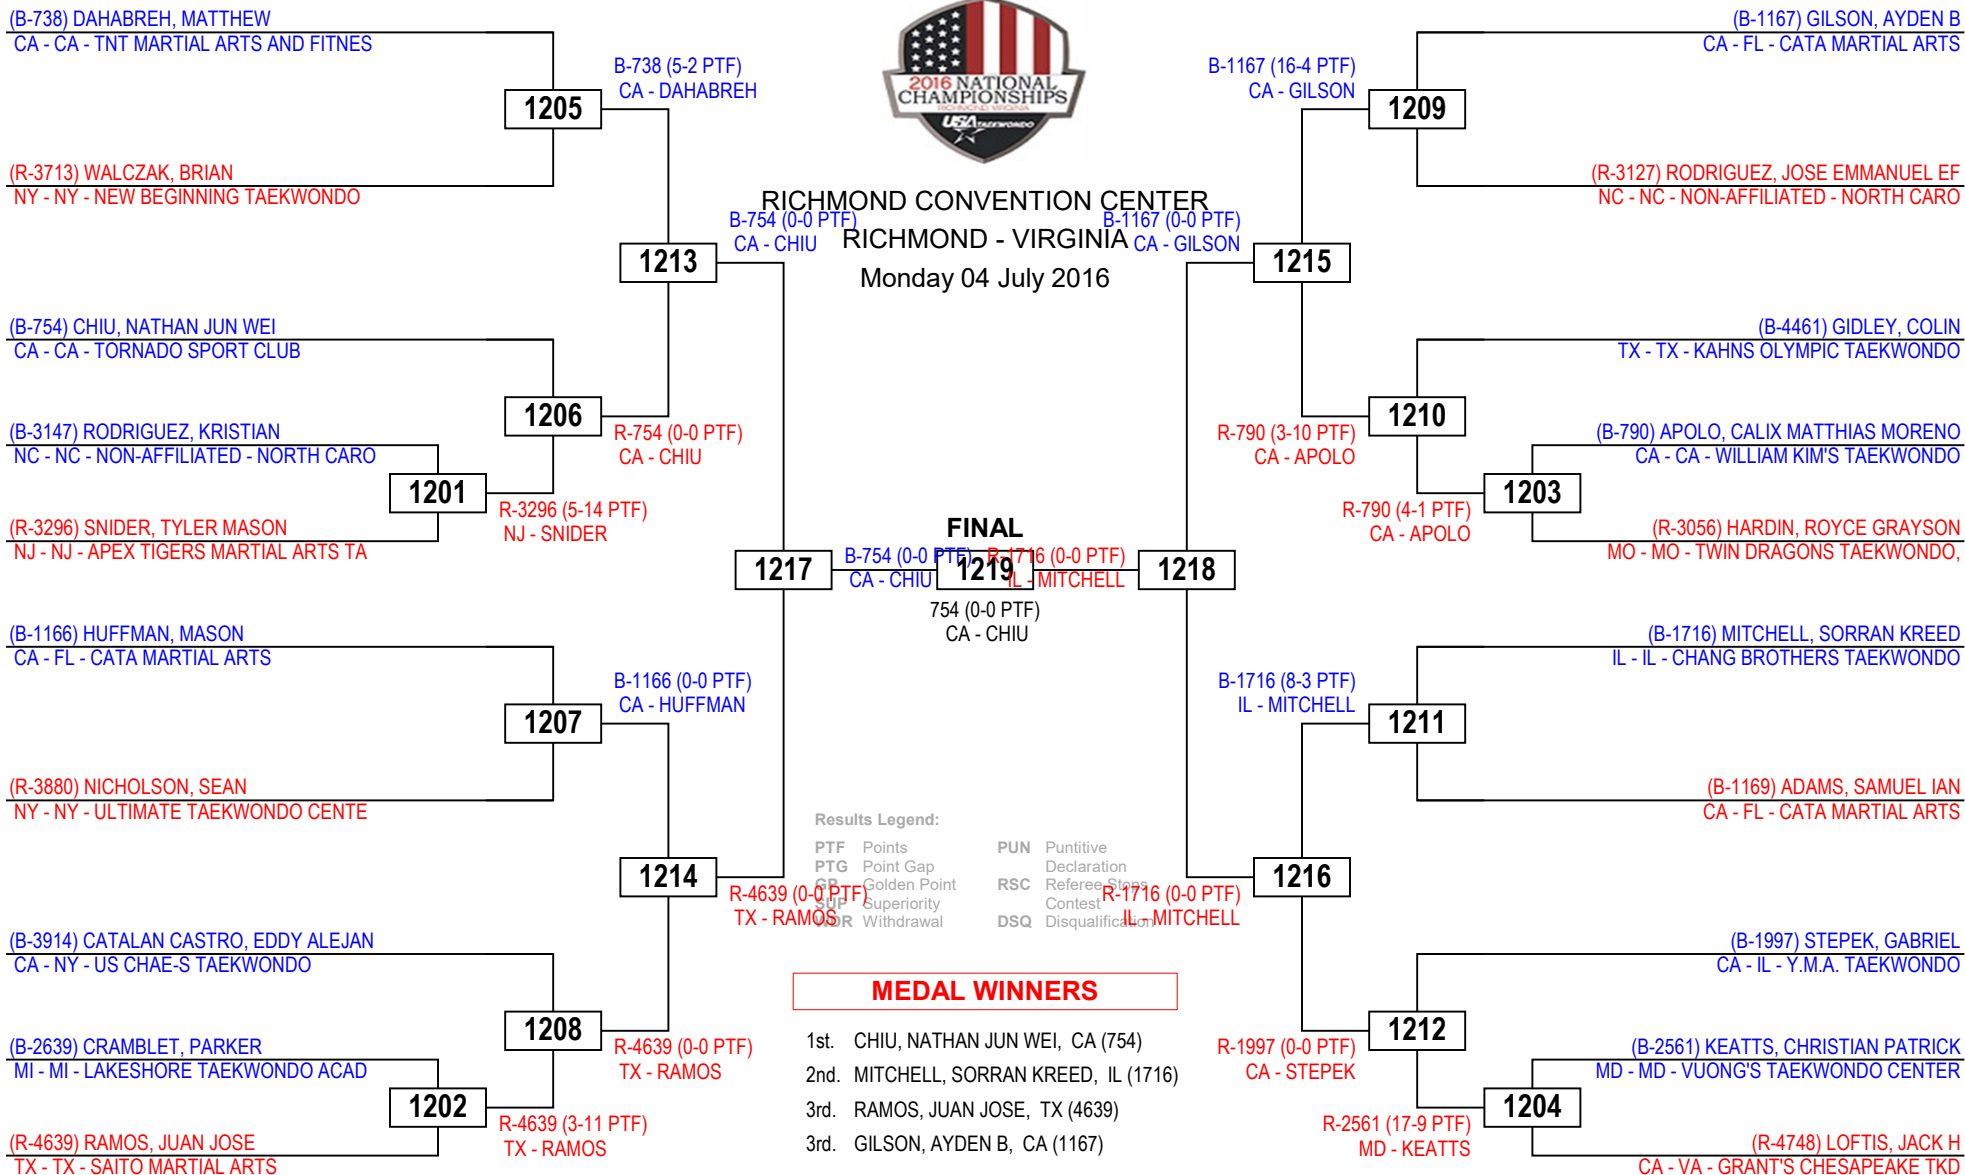 (B-738) DAHABREH, MATTHEW
CA - CA - TNT MARTIAL ARTS AND FITNES
B-738 (5-2 PTF)
CA - DAHABREH
1205
(R-3713) WALCZAK, BRIAN
NY - NY - NEW BEGINNING TAEKWONDO
B-754 (0-0 PTF)
CA - CHIU
1213
(B-754) CHIU, NATHAN JUN WEI
CA - CA - TORNADO SPORT CLUB
1206
R-754 (0-0 PTF)
CA - CHIU
(B-3147) RODRIGUEZ, KRISTIAN
NC - NC - NON-AFFILIATED - NORTH CARO
1201
R-3296 (5-14 PTF)
NJ - SNIDER
(R-3296) SNIDER, TYLER MASON
NJ - NJ - APEX TIGERS MARTIAL ARTS TA
1217
(B-1166) HUFFMAN, MASON
CA - FL - CATA MARTIAL ARTS
B-1166 (0-0 PTF)
CA - HUFFMAN
1207
(R-3880) NICHOLSON, SEAN
NY - NY - ULTIMATE TAEKWONDO CENTE
1214
R-4639 (0-0 PTF)
TX - RAMOS
(B-3914) CATALAN CASTRO, EDDY ALEJAN
CA - NY - US CHAE-S TAEKWONDO
1208
R-4639 (0-0 PTF)
TX - RAMOS
(B-2639) CRAMBLET, PARKER
MI - MI - LAKESHORE TAEKWONDO ACAD
1202
R-4639 (3-11 PTF)
TX - RAMOS
(R-4639) RAMOS, JUAN JOSE
TX - TX - SAITO MARTIAL ARTS
2016 NATIONAL
CHAMPIONSHIPS
RICHMOND, VIRGINIA
USA TAEKWONDO
RICHMOND CONVENTION CENTER
RICHMOND - VIRGINIA
Monday 04 July 2016
FINAL
B-754 (0-0 PTF)
CA - CHIU
1219
R-1716 (0-0 PTF)
IL - MITCHELL
754 (0-0 PTF)
CA - CHIU
Results Legend:
PTF Points
PTG Point Gap
GP Golden Point
SUP Superiority
WDR Withdrawal
PUN Puntitive
Declaration
RSC Referee Stops
Contest
DSQ Disqualification
MEDAL WINNERS
1st. CHIU, NATHAN JUN WEI, CA (754)
2nd. MITCHELL, SORRAN KREED, IL (1716)
3rd. RAMOS, JUAN JOSE, TX (4639)
3rd. GILSON, AYDEN B, CA (1167)
(B-1167) GILSON, AYDEN B
CA - FL - CATA MARTIAL ARTS
B-1167 (16-4 PTF)
CA - GILSON
1209
(R-3127) RODRIGUEZ, JOSE EMMANUEL EF
NC - NC - NON-AFFILIATED - NORTH CARO
B-1167 (0-0 PTF)
CA - GILSON
1215
(B-4461) GIDLEY, COLIN
TX - TX - KAHNS OLYMPIC TAEKWONDO
1210
R-790 (3-10 PTF)
CA - APOLO
(B-790) APOLO, CALIX MATTHIAS MORENO
CA - CA - WILLIAM KIM'S TAEKWONDO
1203
R-790 (4-1 PTF)
CA - APOLO
(R-3056) HARDIN, ROYCE GRAYSON
MO - MO - TWIN DRAGONS TAEKWONDO,
1218
(B-1716) MITCHELL, SORRAN KREED
IL - IL - CHANG BROTHERS TAEKWONDO
B-1716 (8-3 PTF)
IL - MITCHELL
1211
(B-1169) ADAMS, SAMUEL IAN
CA - FL - CATA MARTIAL ARTS
1216
R-1716 (0-0 PTF)
IL - MITCHELL
(B-1997) STEPEK, GABRIEL
CA - IL - Y.M.A. TAEKWONDO
1212
R-1997 (0-0 PTF)
CA - STEPEK
(B-2561) KEATTS, CHRISTIAN PATRICK
MD - MD - VUONG'S TAEKWONDO CENTER
1204
R-2561 (17-9 PTF)
MD - KEATTS
(R-4748) LOFTIS, JACK H
CA - VA - GRANT'S CHESAPEAKE TKD